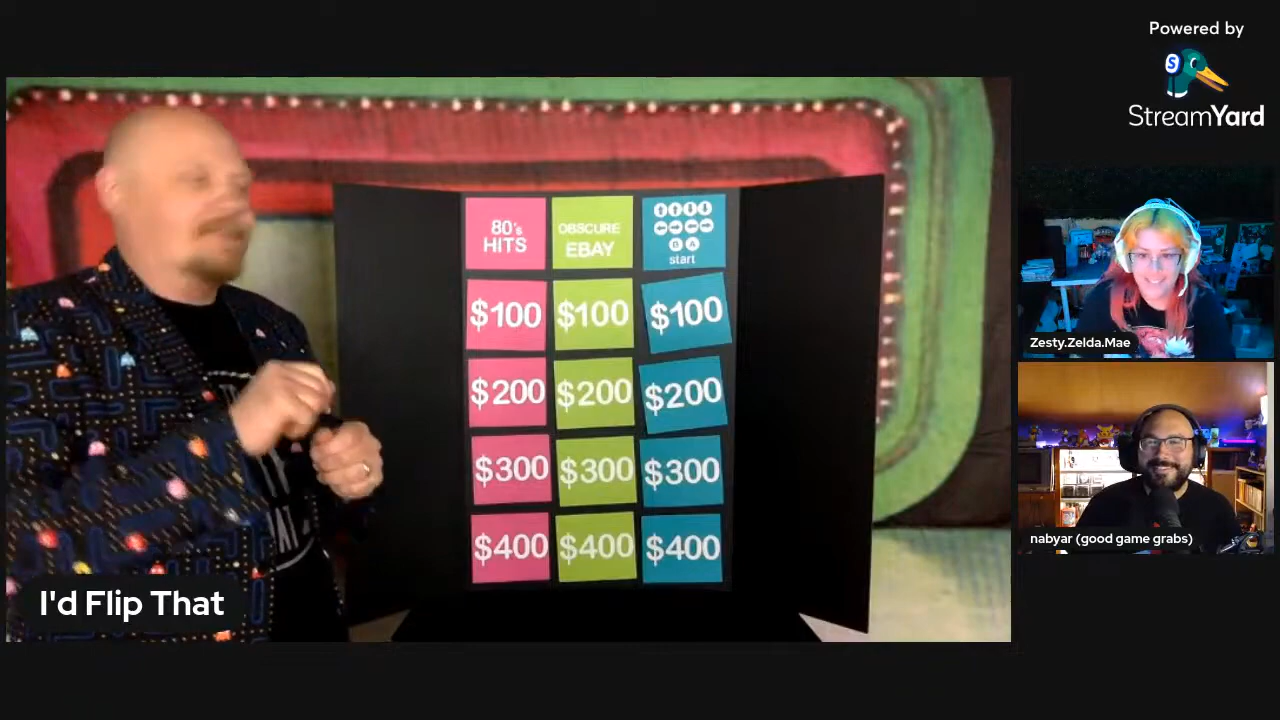 Powered by
StreamYard
80's
HITS
OBSCURE
EBAY
B A
start
$100
$100
$100
$200
$200
$200
$300
$300
$300
$400
$400
$400
I'd Flip That
Zesty.Zelda.Mae
nabyar (good game grabs)